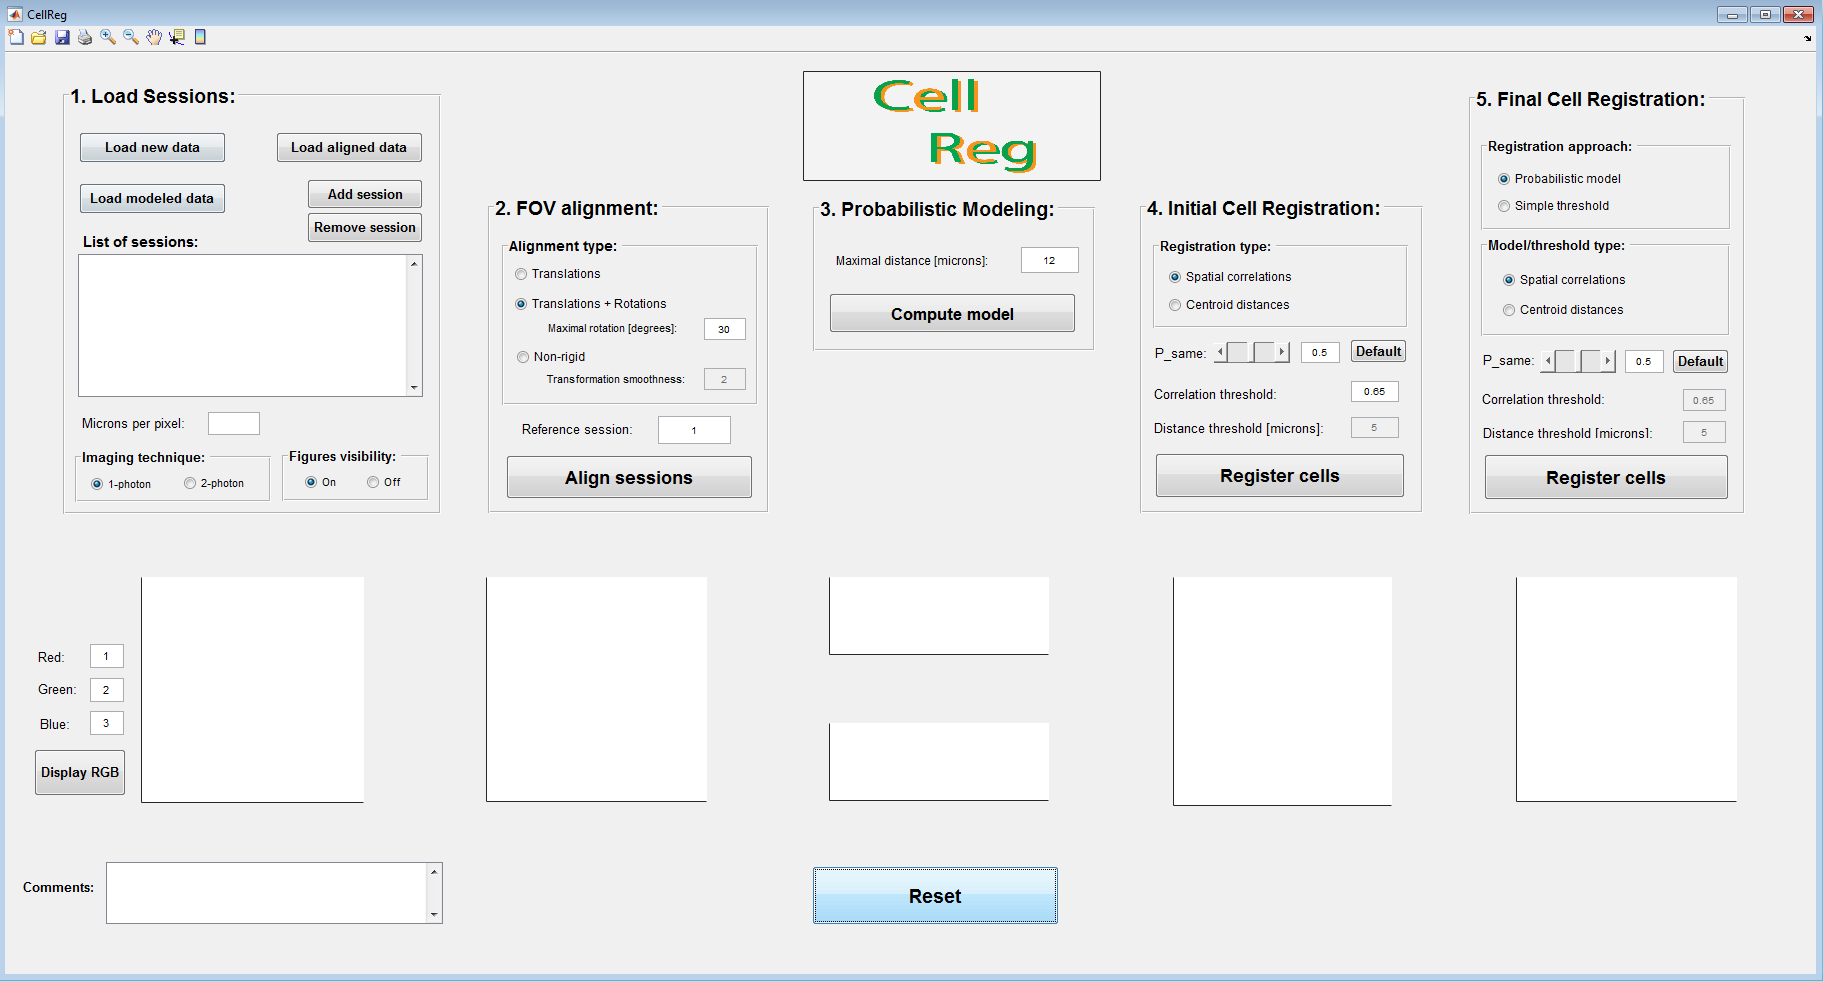 CellReg
Cell
Reg
1. Load Sessions:
Load new data
Load aligned data
Load modeled data
Add session
Remove session
List of sessions:
Microns per pixel:
Imaging technique:
1-photon
2-photon
Figures visibility:
On
Off
2. FOV alignment:
Alignment type:
Translations
Translations + Rotations
Maximal rotation [degrees]:
30
Non-rigid
Transformation smoothness:
2
Reference session:
1
Align sessions
3. Probabilistic Modeling:
Maximal distance [microns]:
12
Compute model
4. Initial Cell Registration:
Registration type:
Spatial correlations
Centroid distances
P_same:
0.5
Default
Correlation threshold:
0.65
Distance threshold [microns]:
5
Register cells
5. Final Cell Registration:
Registration approach:
Probabilistic model
Simple threshold
Model/threshold type:
Spatial correlations
Centroid distances
P_same:
0.5
Default
Correlation threshold:
0.65
Distance threshold [microns]:
5
Register cells
Red:
1
Green:
2
Blue:
3
Display RGB
Comments:
Reset